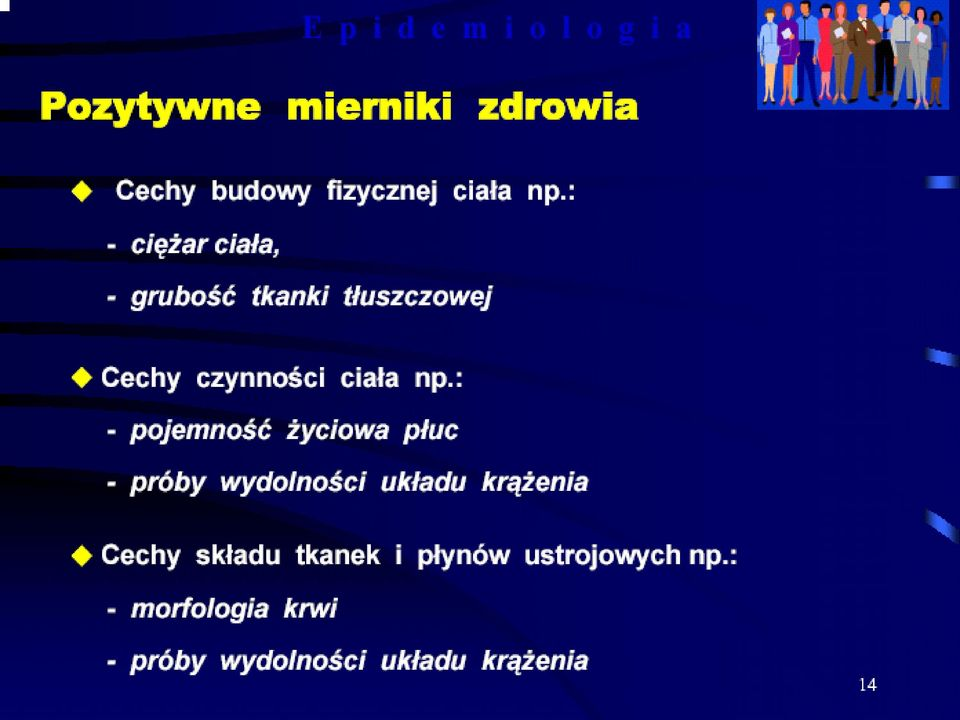 Epidemiologia
Pozytywne mierniki zdrowia
Cechy budowy fizycznej ciała np.:
- ciężar ciała,
- grubość tkanki tłuszczowej
Cechy czynności ciała np.:
- pojemność życiowa płuc
- próby wydolności układu krążenia
Cechy składu tkanek i płynów ustrojowych np.:
- morfologia krwi
- próby wydolności układu krążenia
14